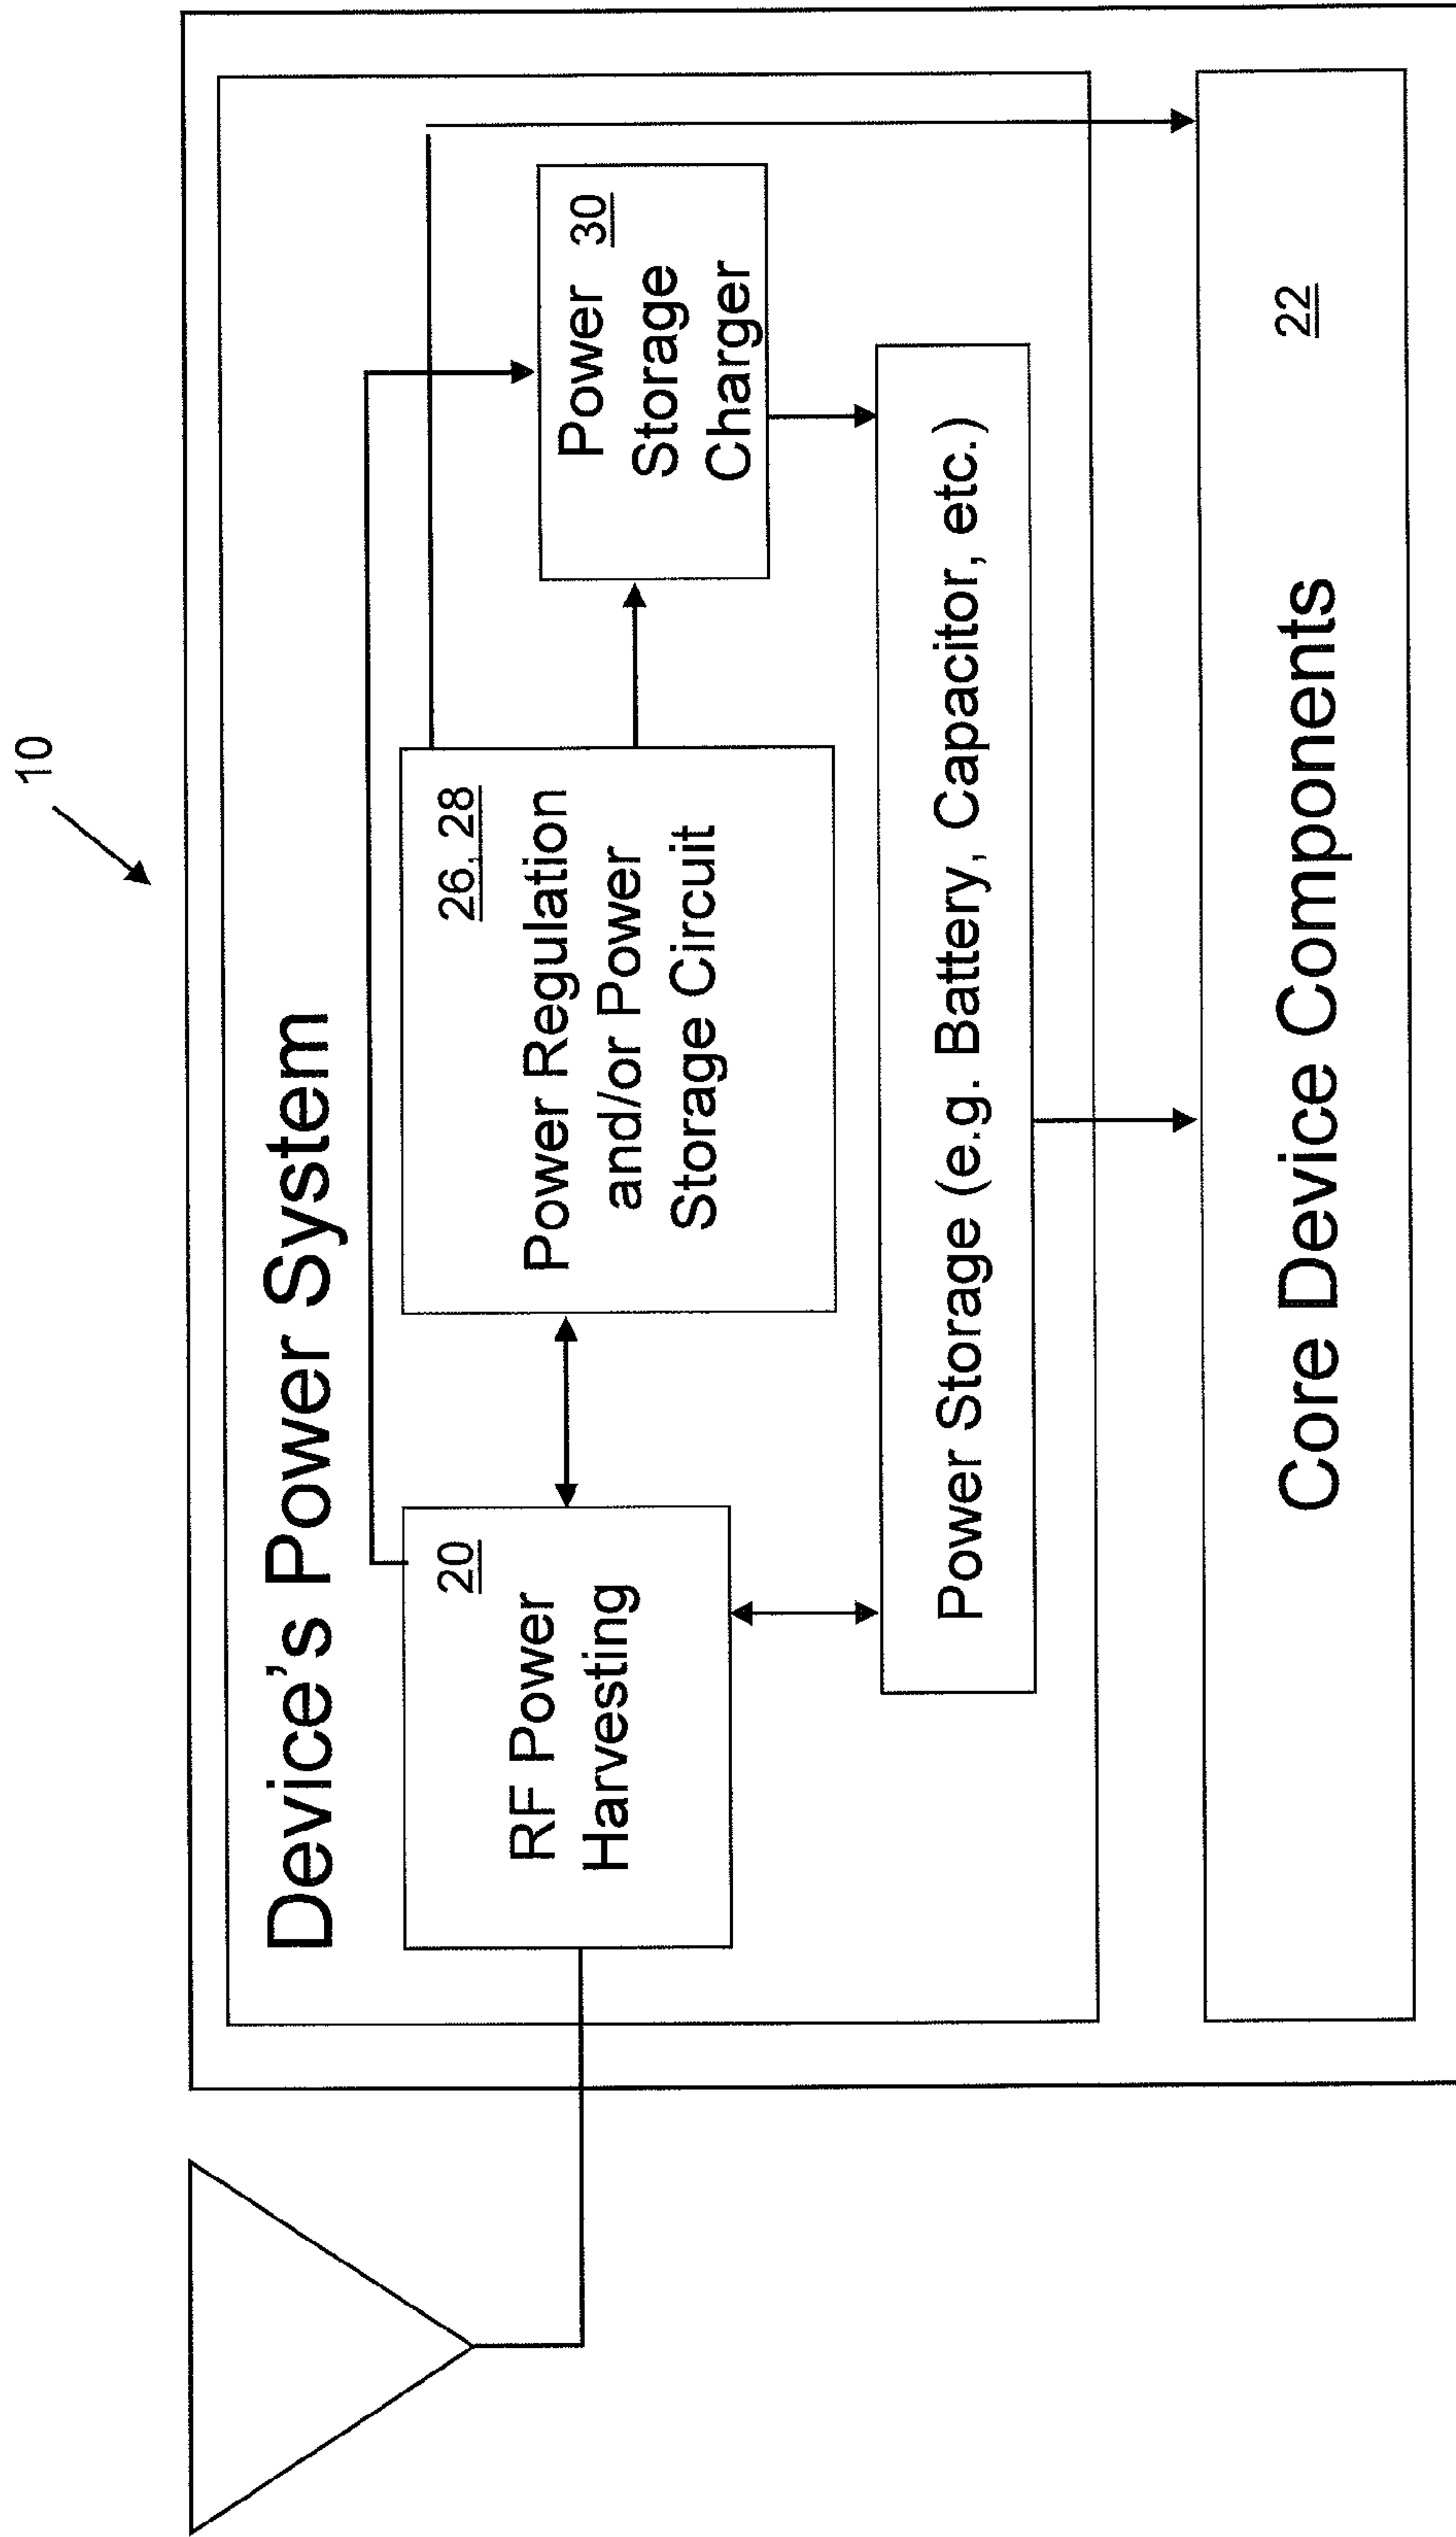 10
Device's Power System
20
RF Power
Harvesting
26, 28
Power Regulation
and/or Power
Storage Circuit
Power 30
Storage
Charger
Power Storage (e.g. Battery, Capacitor, etc.)
Core Device Components 22